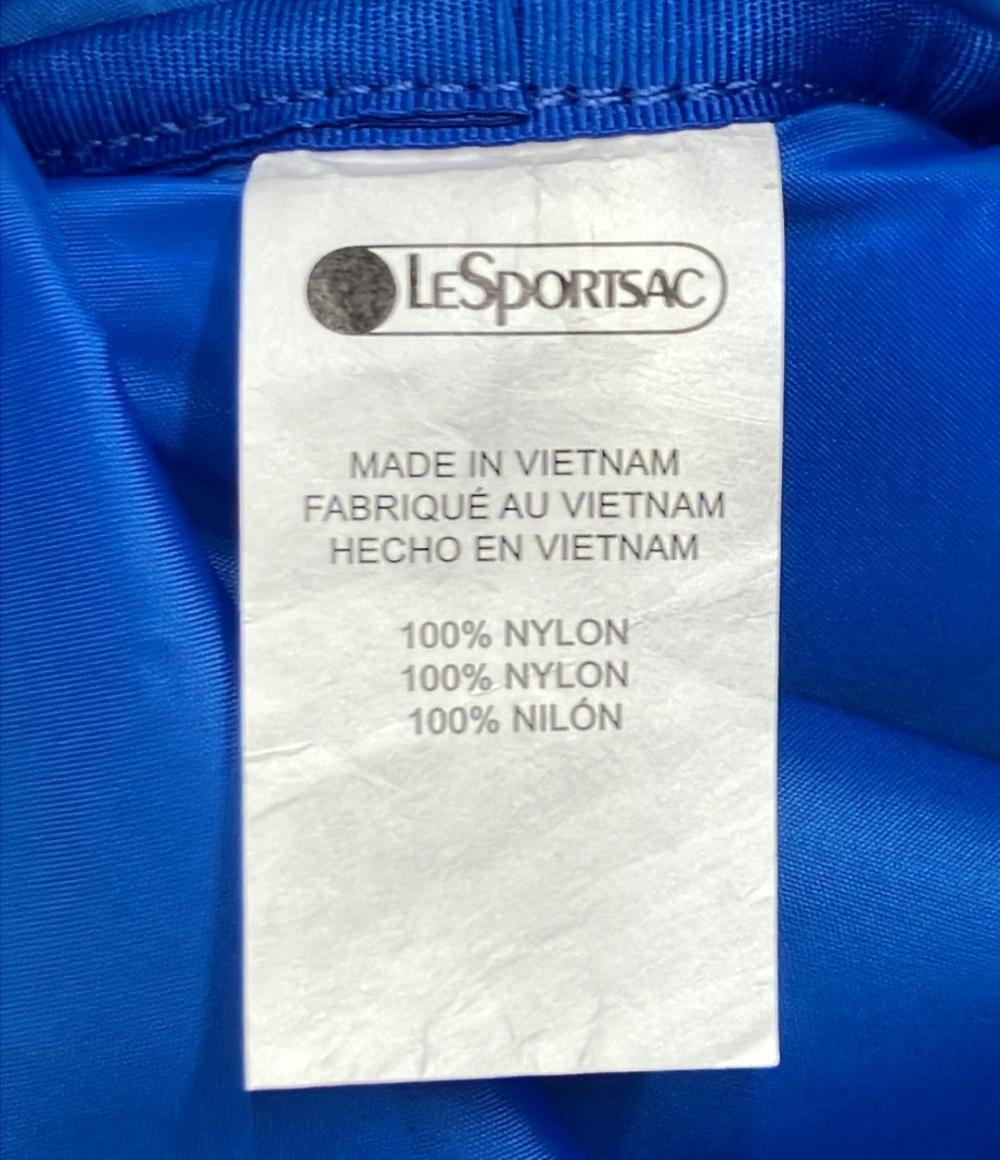 LESPORTSAC
MADE IN VIETNAM
FABRIQUÉ AU VIETNAM
HECHO EN VIETNAM
100% NYLON
100% NYLON
100% NILÓN